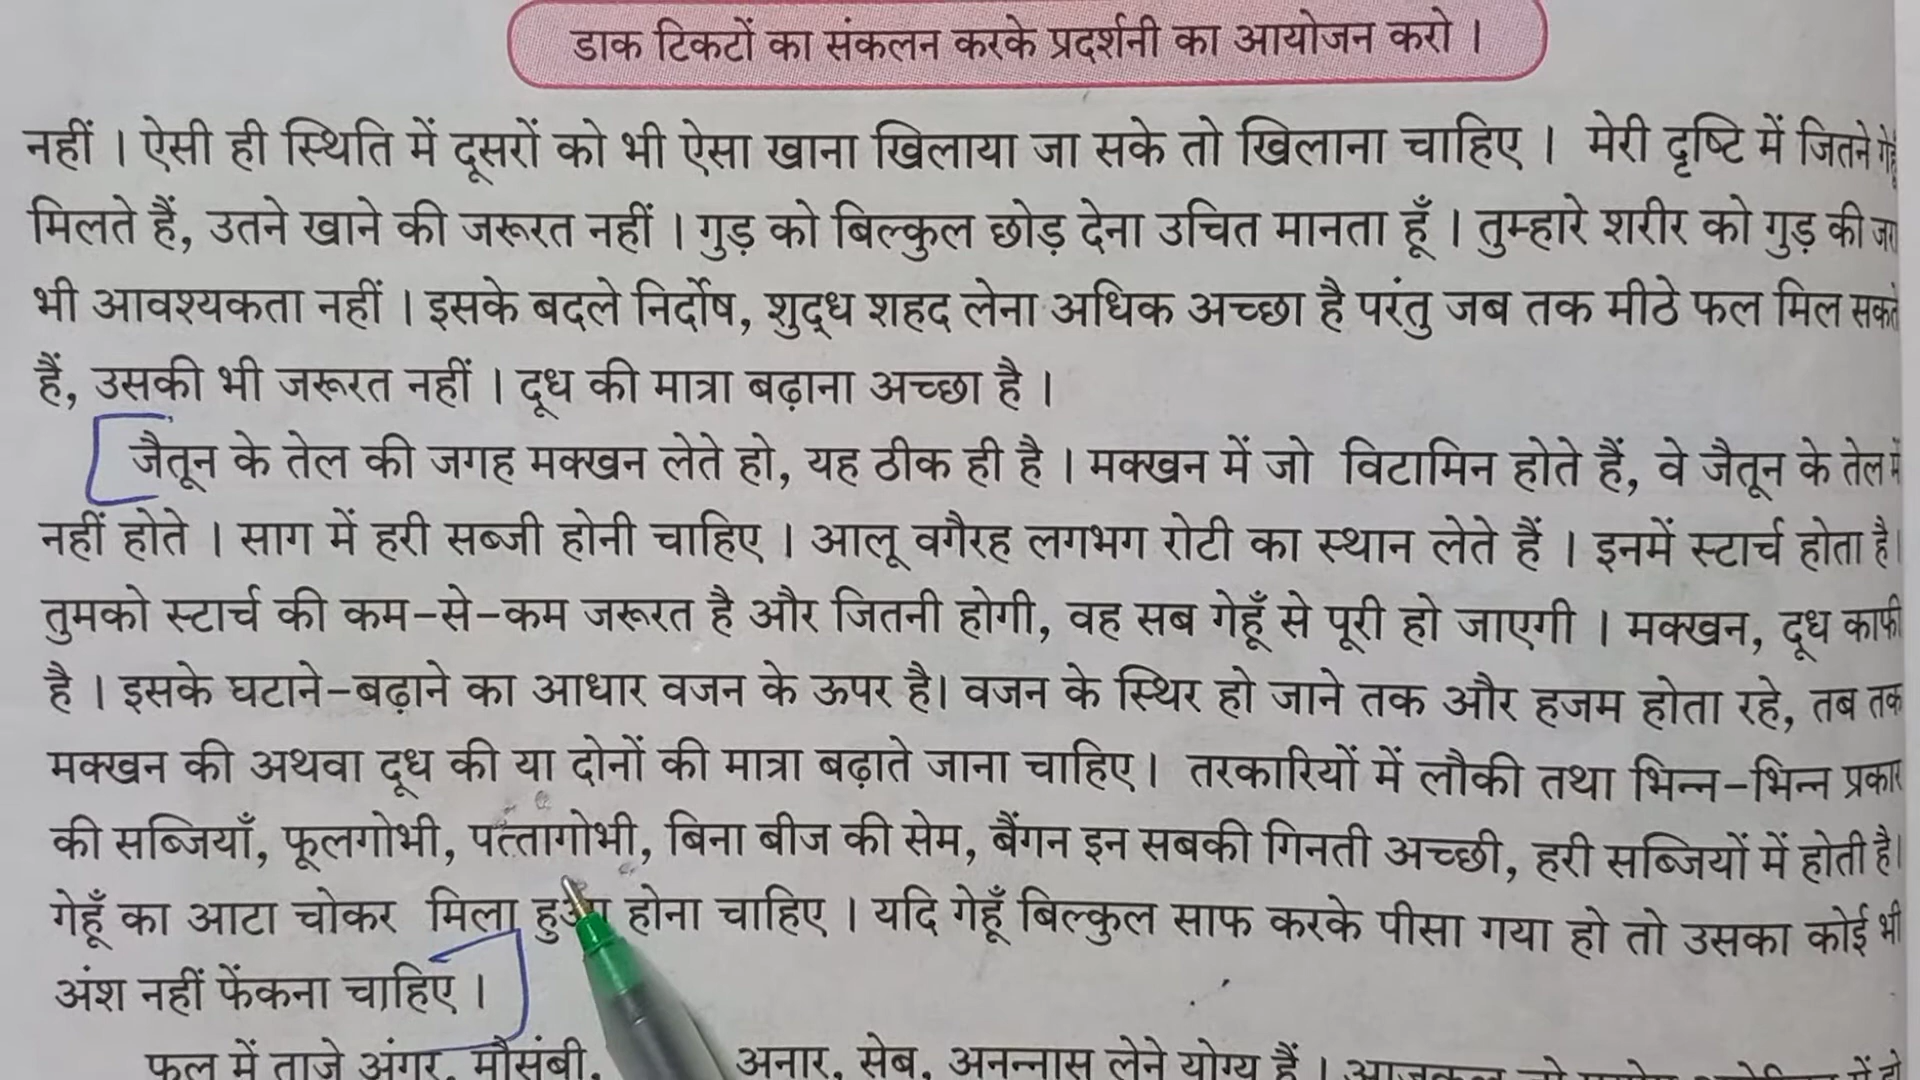 डाक टिकटों का संकलन करके प्रदर्शनी का आयोजन करो ।
नहीं । ऐसी ही स्थिति में दूसरों को भी ऐसा खाना खिलाया जा सके तो खिलाना चाहिए । मेरी दृष्टि में जितने गेहूँ
मिलते हैं, उतने खाने की जरूरत नहीं । गुड़ को बिल्कुल छोड़ देना उचित मानता हूँ । तुम्हारे शरीर को गुड़ की जरा
भी आवश्यकता नहीं । इसके बदले निर्दोष, शुद्ध शहद लेना अधिक अच्छा है परंतु जब तक मीठे फल मिल सकते
हैं, उसकी भी जरूरत नहीं । दूध की मात्रा बढ़ाना अच्छा है ।
जैतून के तेल की जगह मक्खन लेते हो, यह ठीक ही है । मक्खन में जो विटामिन होते हैं, वे जैतून के तेल में
नहीं होते । साग में हरी सब्जी होनी चाहिए । आलू वगैरह लगभग रोटी का स्थान लेते हैं । इनमें स्टार्च होता है।
तुमको स्टार्च की कम-से-कम जरूरत है और जितनी होगी, वह सब गेहूँ से पूरी हो जाएगी । मक्खन, दूध काफी
है । इसके घटाने-बढ़ाने का आधार वजन के ऊपर है। वजन के स्थिर हो जाने तक और हजम होता रहे, तब तक
मक्खन की अथवा दूध की या दोनों की मात्रा बढ़ाते जाना चाहिए। तरकारियों में लौकी तथा भिन्न-भिन्न प्रकार
की सब्जियाँ, फूलगोभी, पत्तागोभी, बिना बीज की सेम, बैंगन इन सबकी गिनती अच्छी, हरी सब्जियों में होती है।
गेहूँ का आटा चोकर मिला हुआ होना चाहिए । यदि गेहूँ बिल्कुल साफ करके पीसा गया हो तो उसका कोई भी
अंश नहीं फेंकना चाहिए ।
फल में ताजे अंगूर, मौसंबी, अनार, सेब, अनन्नास लेने योग्य हैं ।